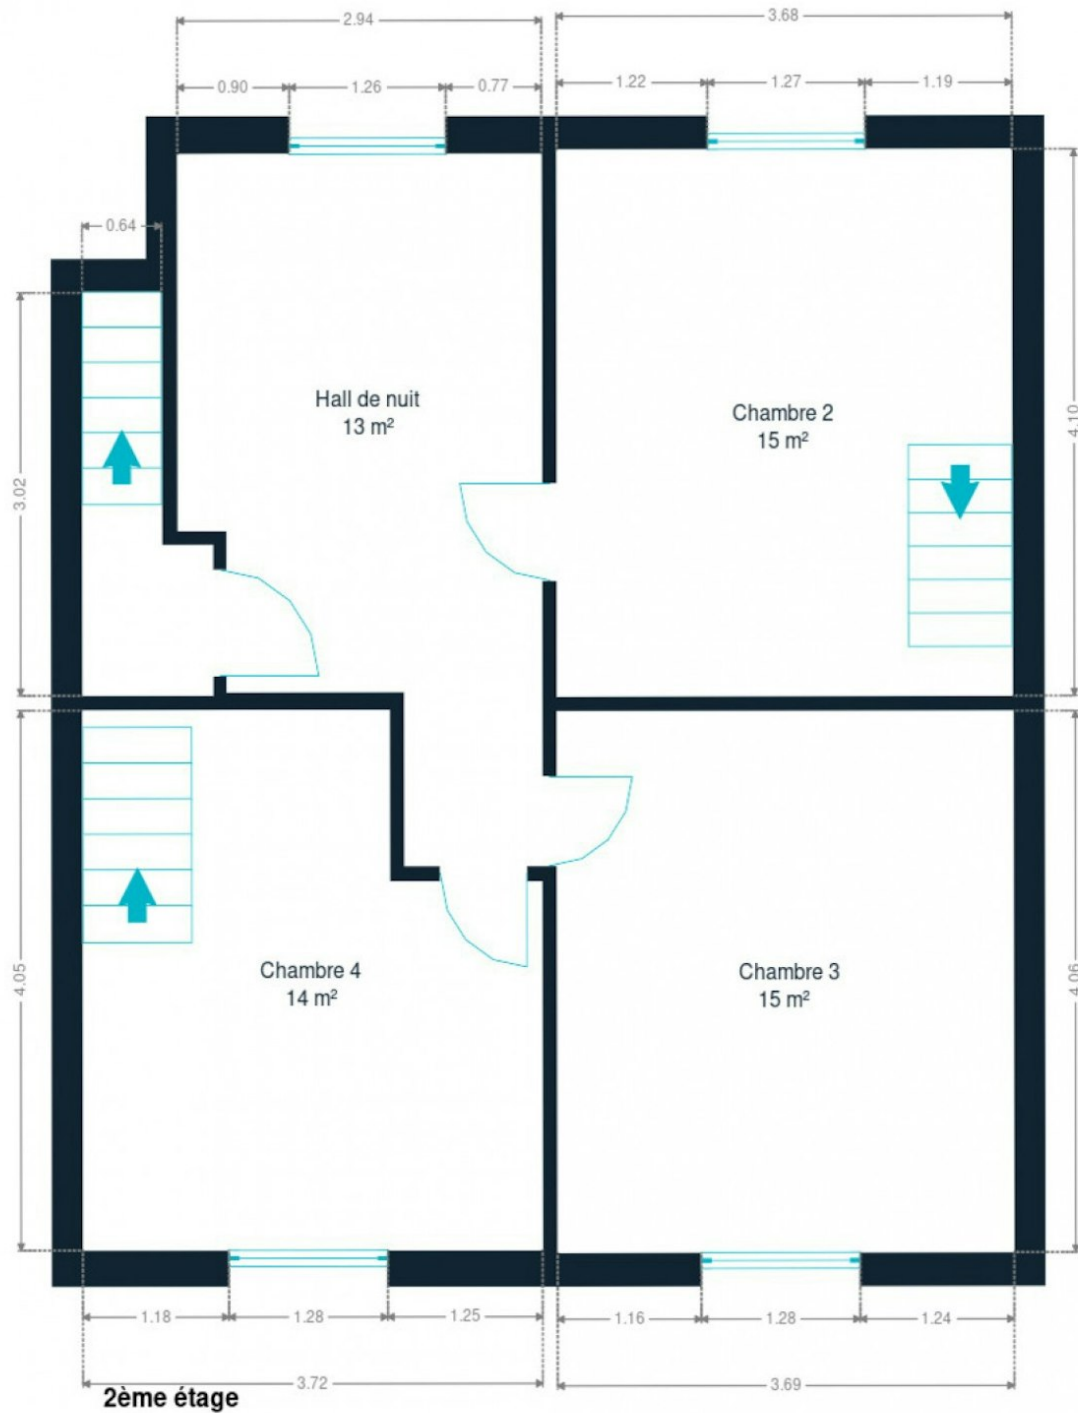 2.94
3.68
0.90
1.26
0.77
1.22
1.27
1.19
0.64
Hall de nuit
13 m²
Chambre 2
15 m²
4.10
3.02
Chambre 4
14 m²
Chambre 3
15 m²
4.05
4.06
1.18
1.28
1.25
1.16
1.28
1.24
3.72
3.69
2ème étage